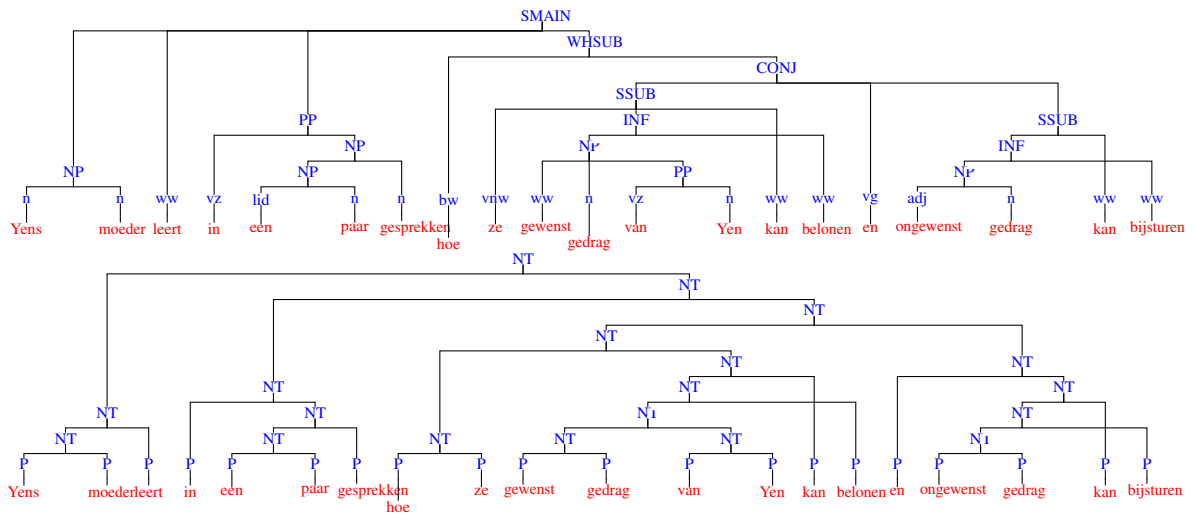 SMAIN
WHSUB
CONJ
SSUB
PP INF SSUB
NP NP INF
NP NP PP NP
n n ww vz lid n n bw vnw ww n vz n ww ww vg adj n ww ww
Yens moeder leert in een paar gesprekken hoe ze gewenst gedrag van Yen kan belonen en ongewenst gedrag kan bijsturen
NT
NT
NT
NT
NT NT
NT NT NT
NT NT NT NT
NT NT NT NT NT NT
P P P P P P P P P P P P P P P P P P P P
Yens moeder leert in een paar gesprekken hoe ze gewenst gedrag van Yen kan belonen en ongewenst gedrag kan bijsturen